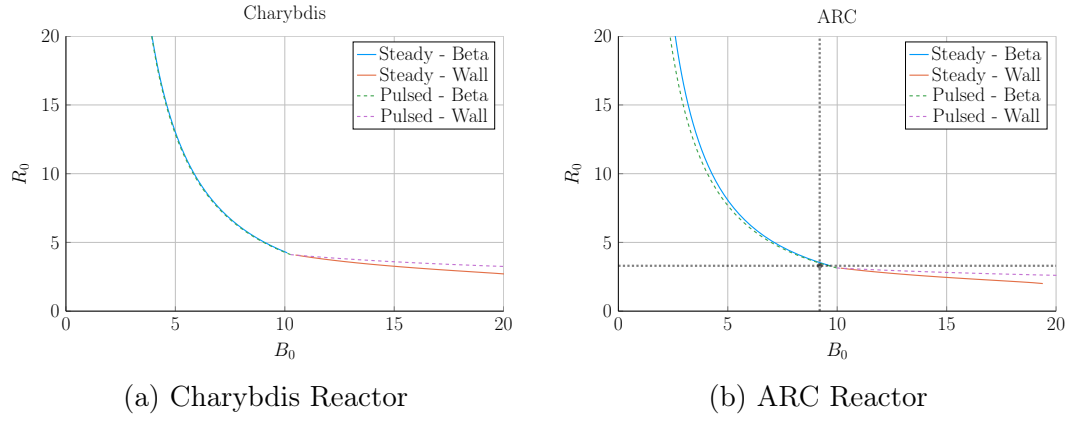 Charybdis
20
15
10
5
0
0
5
10
15
20
R₀
B₀
Steady - Beta
Steady - Wall
Pulsed - Beta
Pulsed - Wall
(a) Charybdis Reactor
ARC
20
15
10
5
0
0
5
10
15
20
R₀
B₀
Steady - Beta
Steady - Wall
Pulsed - Beta
Pulsed - Wall
(b) ARC Reactor